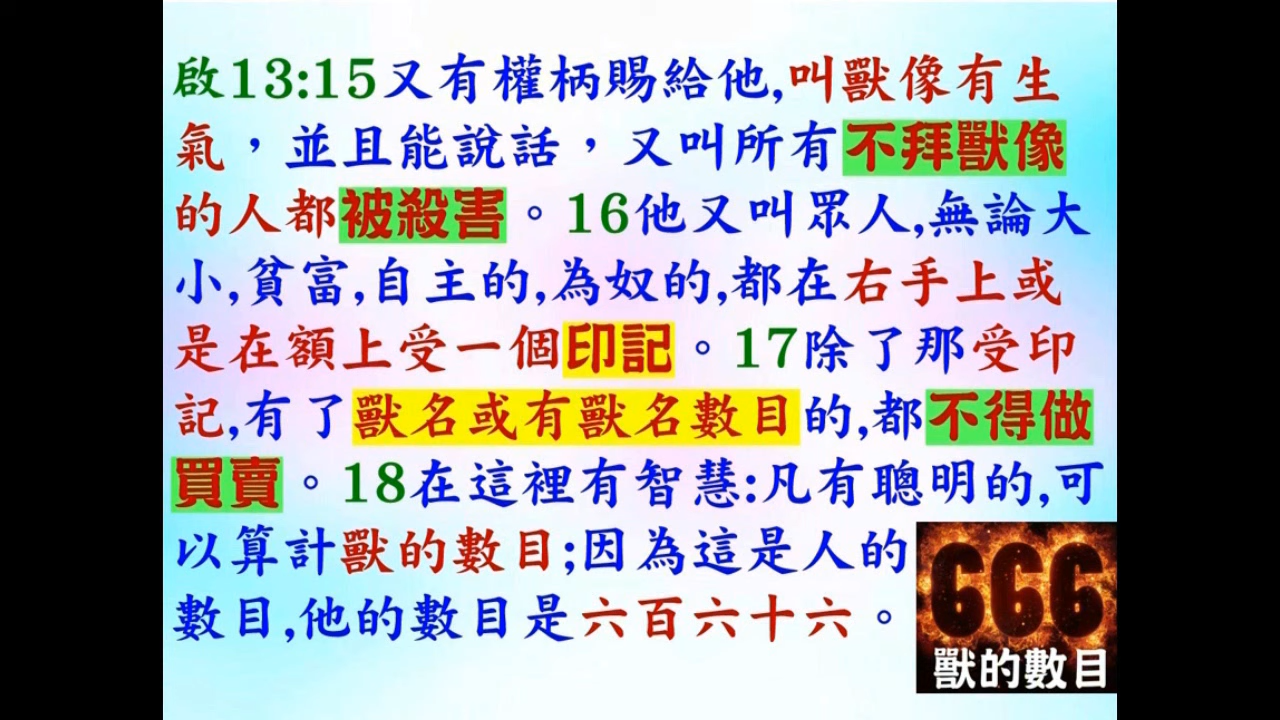 啟13:15又有權柄賜給他,叫獸像有生
氣，並且能說話，又叫所有不拜獸像
的人都被殺害。16他又叫眾人,無論大
小,貧富,自主的,為奴的,都在右手上或
是在額上受一個印記。17除了那受印
記,有了獸名或有獸名數目的,都不得做
買賣。18在這裡有智慧:凡有聰明的,可
以算計獸的數目;因為這是人的
數目,他的數目是六百六十六。
666
獸的數目